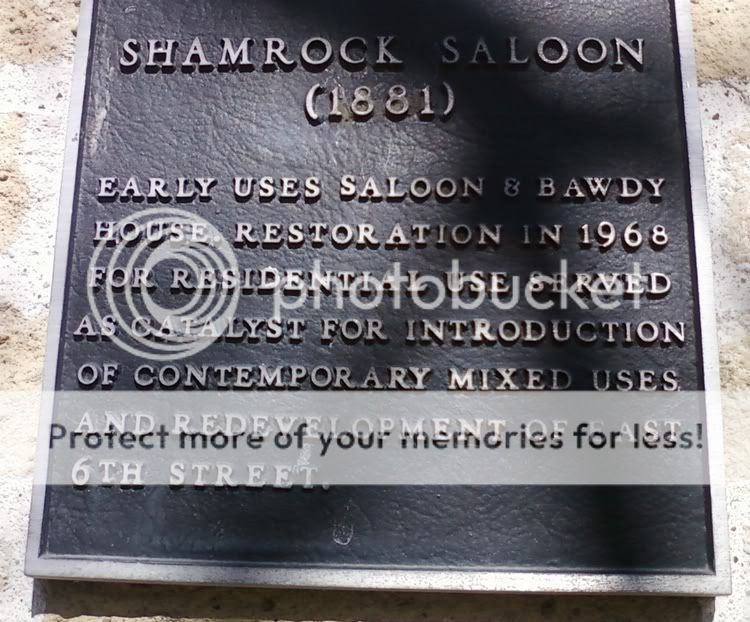 SHAMROCK SALOON
(1881)
EARLY USES SALOON & BAWDY
HOUSE. RESTORATION IN 1968
FOR RESIDENTIAL USE SERVED
AS CATALYST FOR INTRODUCTION
OF CONTEMPORARY MIXED USES
AND REDEVELOPMENT OF EAST
6TH STREET.
photobucket
Protect more of your memories for less!